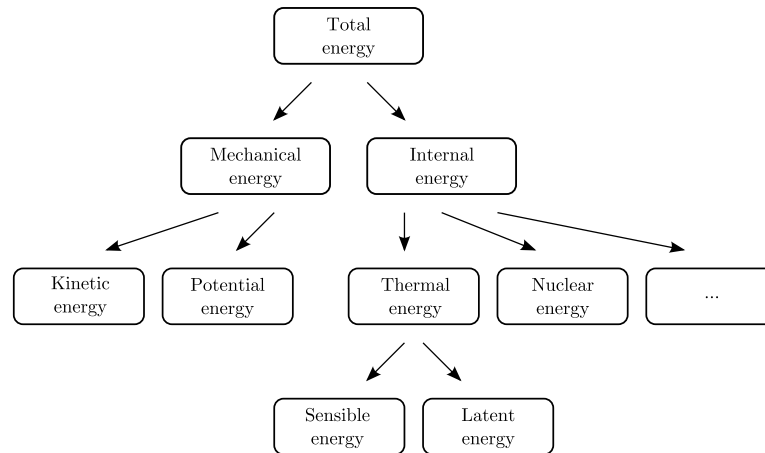 Total
energy
Mechanical
energy
Internal
energy
Kinetic
energy
Potential
energy
Thermal
energy
Nuclear
energy
...
Sensible
energy
Latent
energy